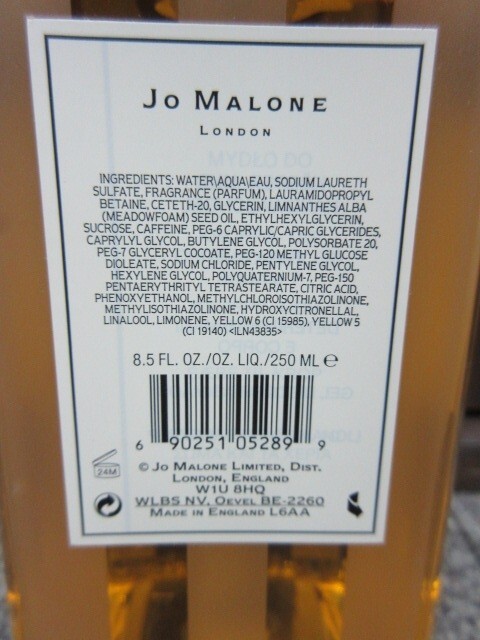 JO MALONE
LONDON
INGREDIENTS: WATER\AQUA\EAU, SODIUM LAURETH
SULFATE, FRAGRANCE (PARFUM), LAURAMIDOPROPYL
BETAINE, CETETH-20, GLYCERIN, LIMNANTHES ALBA
(MEADOWFOAM) SEED OIL, ETHYLHEXYLGLYCERIN,
SUCROSE, CAFFEINE, PEG-6 CAPRYLIC/CAPRIC GLYCERIDES,
CAPRYLYL GLYCOL, BUTYLENE GLYCOL, POLYSORBATE 20,
PEG-7 GLYCERYL COCOATE, PEG-120 METHYL GLUCOSE
DIOLEATE, SODIUM CHLORIDE, PENTYLENE GLYCOL,
HEXYLENE GLYCOL, POLYQUATERNIUM-7, PEG-150
PENTAERYTHRITYL TETRASTEARATE, CITRIC ACID,
PHENOXYETHANOL, METHYLCHLOROISOTHIAZOLINONE,
METHYLISOTHIAZOLINONE, HYDROXYCITRONELLAL,
LINALOOL, LIMONENE, YELLOW 6 (CI 15985), YELLOW 5
(CI 19140) <ILN43835>
8.5 FL. OZ./OZ. LIQ./250 ML ℮
6 90251 05289 9
24M
© JO MALONE LIMITED, DIST.
LONDON, ENGLAND
W1U 8HQ
WLBS NV, OEVEL BE-2260
MADE IN ENGLAND L6AA